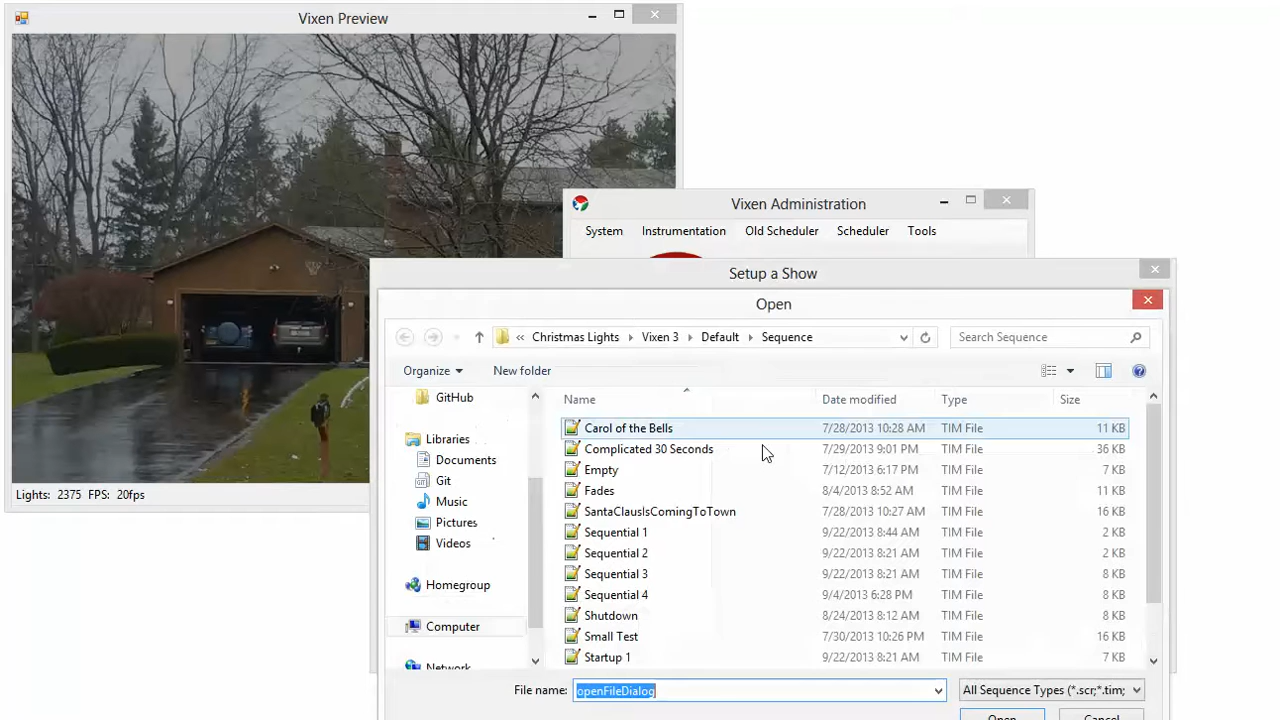 Vixen Preview
Vixen Administration
System Instrumentation Old Scheduler Scheduler Tools
Setup a Show
Open
« Christmas Lights Vixen 3 Default Sequence
Search Sequence
Organize New folder
Name Date modified Type Size
GitHub
Libraries
Documents
Git
Music
Pictures
Videos
Homegroup
Computer
Network
Carol of the Bells 7/28/2013 10:28 AM TIM File 11 KB
Complicated 30 Seconds 7/29/2013 9:01 PM TIM File 36 KB
Empty 7/12/2013 6:17 PM TIM File 7 KB
Fades 8/4/2013 8:52 AM TIM File 11 KB
SantaClausIsComingToTown 7/28/2013 10:27 AM TIM File 16 KB
Sequential 1 9/22/2013 8:44 AM TIM File 2 KB
Sequential 2 9/22/2013 8:21 AM TIM File 2 KB
Sequential 3 9/22/2013 8:21 AM TIM File 8 KB
Sequential 4 9/4/2013 6:28 PM TIM File 8 KB
Shutdown 8/24/2013 8:12 AM TIM File 8 KB
Small Test 7/30/2013 10:26 PM TIM File 16 KB
Startup 1 9/22/2013 8:21 AM TIM File 7 KB
Lights: 2375 FPS: 20fps
File name: openFileDialog
All Sequence Types (*.scr;*.tim;
Open Cancel